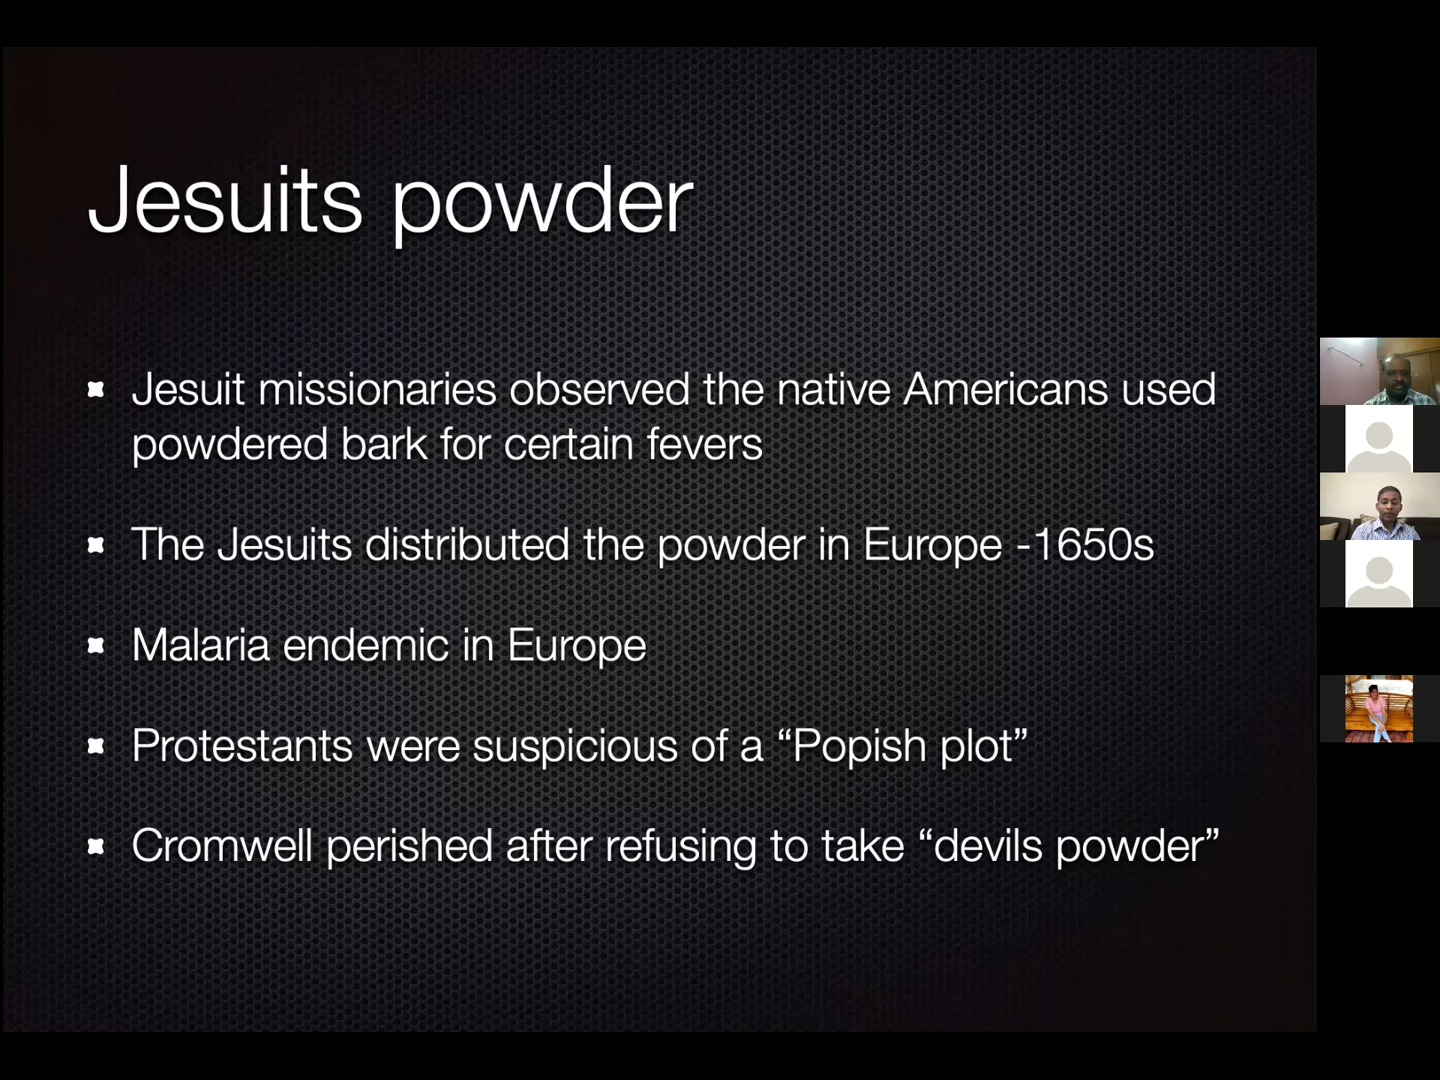 Jesuits powder
Jesuit missionaries observed the native Americans used
powdered bark for certain fevers
The Jesuits distributed the powder in Europe -1650s
Malaria endemic in Europe
Protestants were suspicious of a “Popish plot”
Cromwell perished after refusing to take “devils powder”